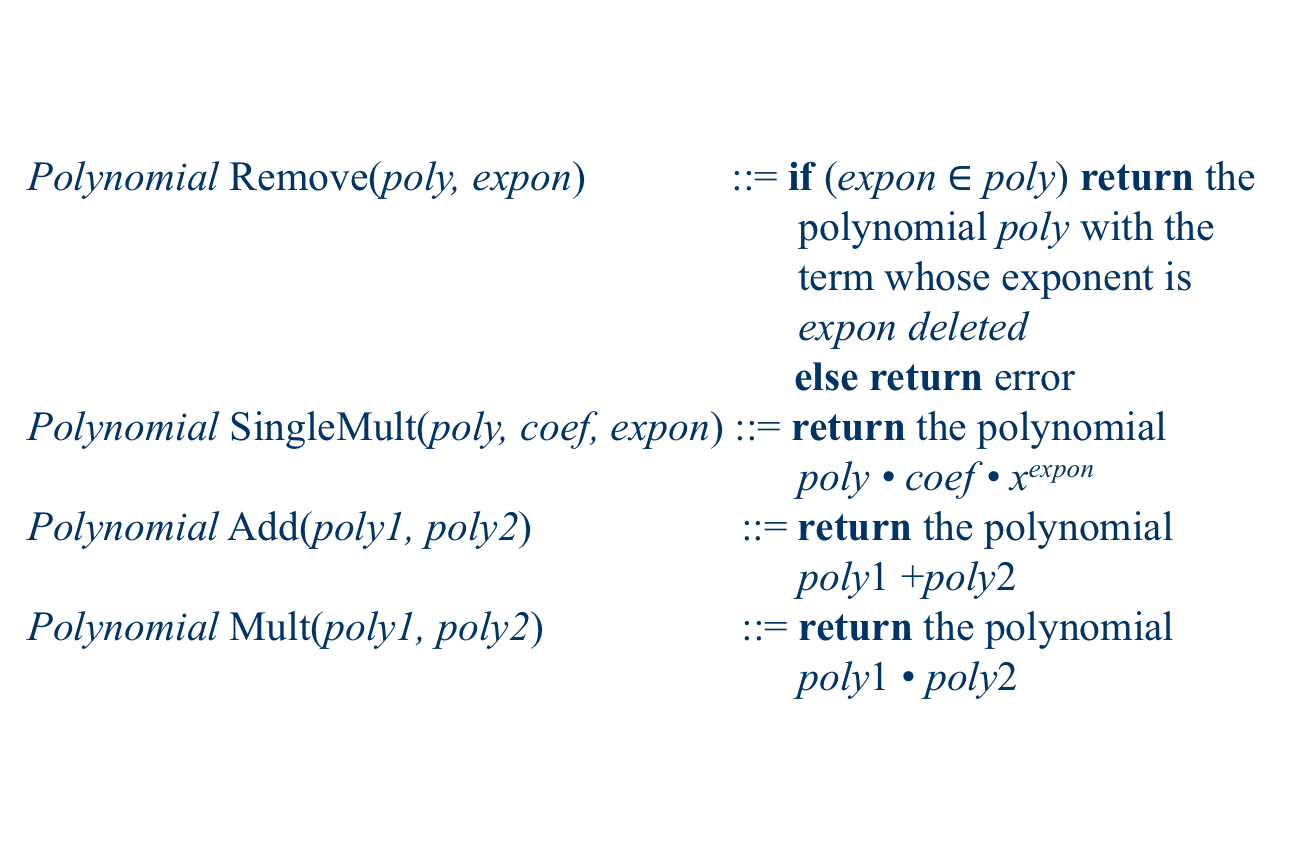 Polynomial Remove(poly, expon) ::= if (expon ∈ poly) return the
polynomial poly with the
term whose exponent is
expon deleted
else return error
Polynomial SingleMult(poly, coef, expon) ::= return the polynomial
poly • coef • x^expon
Polynomial Add(poly1, poly2) ::= return the polynomial
poly1 +poly2
Polynomial Mult(poly1, poly2) ::= return the polynomial
poly1 • poly2